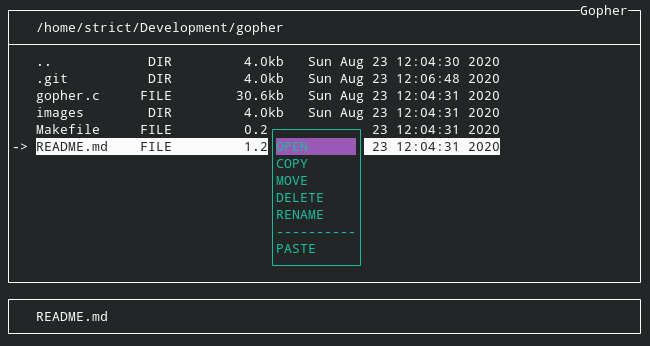 Gopher
/home/strict/Development/gopher
.. DIR 4.0kb Sun Aug 23 12:04:30 2020
.git DIR 4.0kb Sun Aug 23 12:06:48 2020
gopher.c FILE 30.6kb Sun Aug 23 12:04:31 2020
images DIR 4.0kb Sun Aug 23 12:04:31 2020
Makefile FILE 0.2 23 12:04:31 2020
-> README.md FILE 1.2 23 12:04:31 2020
OPEN
COPY
MOVE
DELETE
RENAME
----------
PASTE
README.md